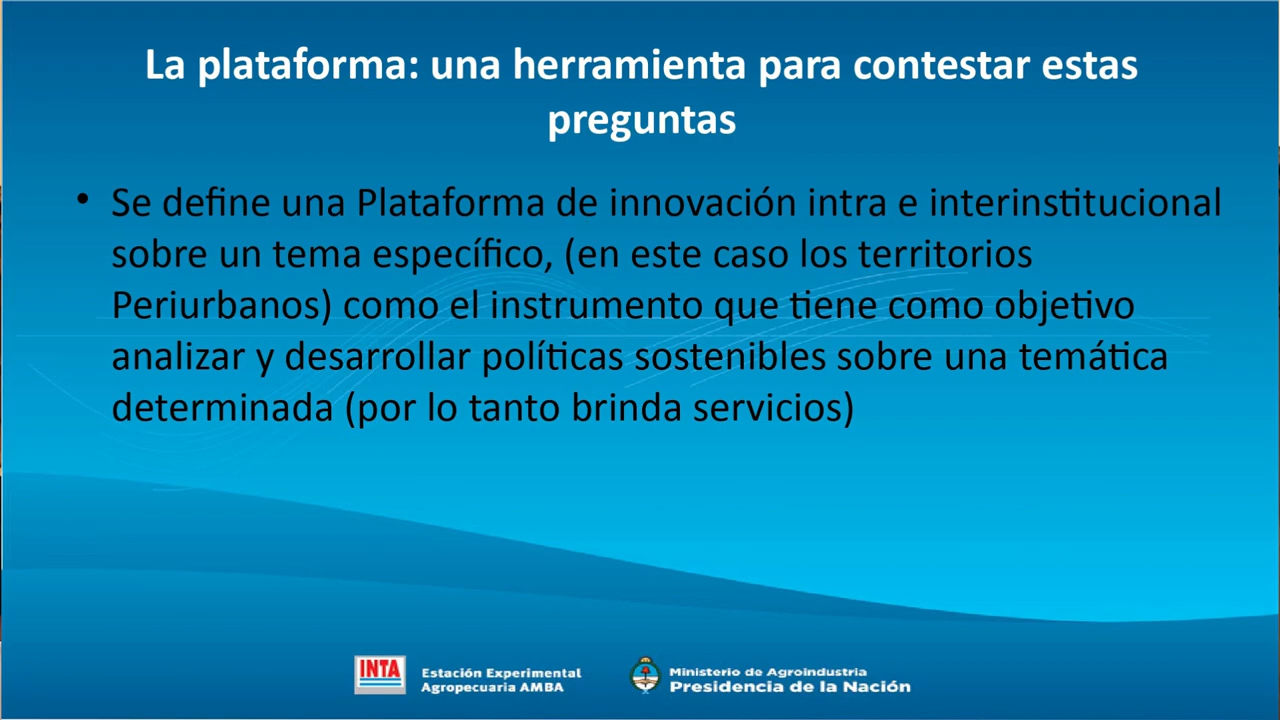 La plataforma: una herramienta para contestar estas
preguntas
• Se define una Plataforma de innovación intra e interinstitucional
sobre un tema específico, (en este caso los territorios
Periurbanos) como el instrumento que tiene como objetivo
analizar y desarrollar políticas sostenibles sobre una temática
determinada (por lo tanto brinda servicios)
INTA
Estación Experimental
Agropecuaria AMBA
Ministerio de Agroindustria
Presidencia de la Nación